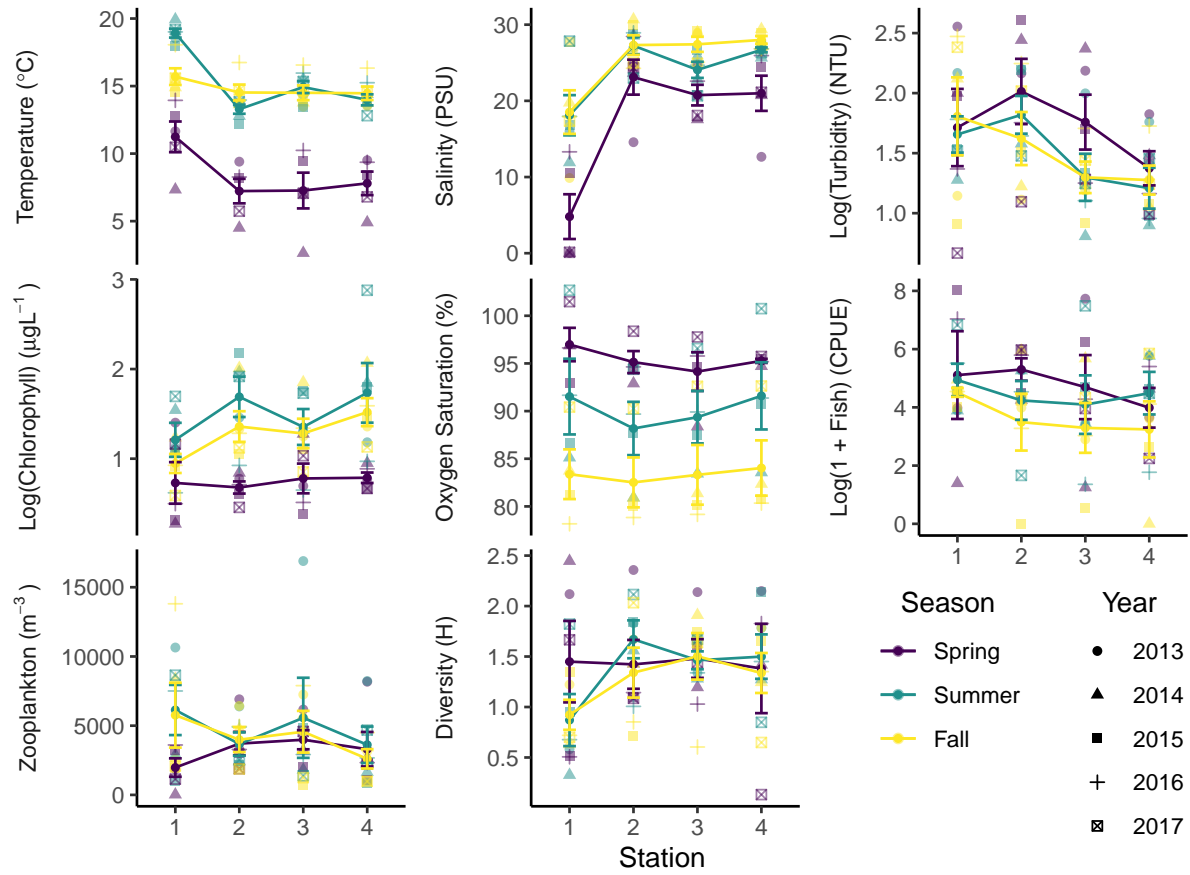 Temperature (°C)
20
15
10
5
Salinity (PSU)
30
20
10
0
Log(Turbidity) (NTU)
2.5
2.0
1.5
1.0
Log(Chlorophyll) (µgL⁻¹ )
3
2
1
Oxygen Saturation (%)
100
95
90
85
80
Log(1 + Fish) (CPUE)
8
6
4
2
0
1 2 3 4
Zooplankton (m⁻³ )
15000
10000
5000
0
1 2 3 4
Diversity (H)
2.5
2.0
1.5
1.0
0.5
1 2 3 4
Station
Season
Spring
Summer
Fall
Year
2013
2014
2015
2016
2017